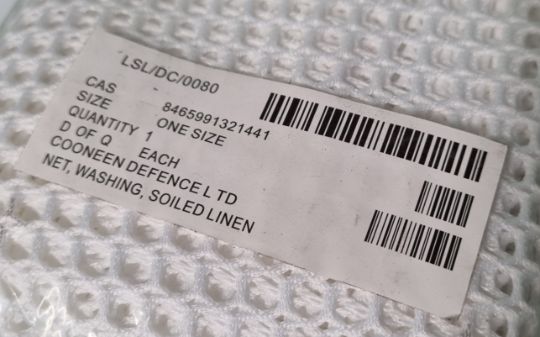 LSL/DC/0080
CAS 8465991321441
SIZE ONE SIZE
QUANTITY 1
D OF Q EACH
COONEEN DEFENCE L TD
NET, WASHING, SOILED LINEN